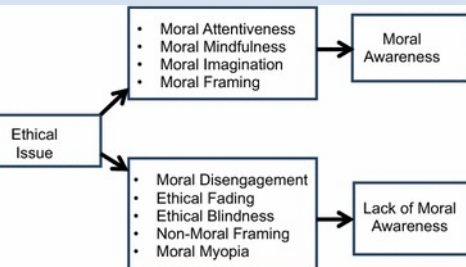 Ethical
Issue
• Moral Attentiveness
• Moral Mindfulness
• Moral Imagination
• Moral Framing
Moral
Awareness
• Moral Disengagement
• Ethical Fading
• Ethical Blindness
• Non-Moral Framing
• Moral Myopia
Lack of Moral
Awareness